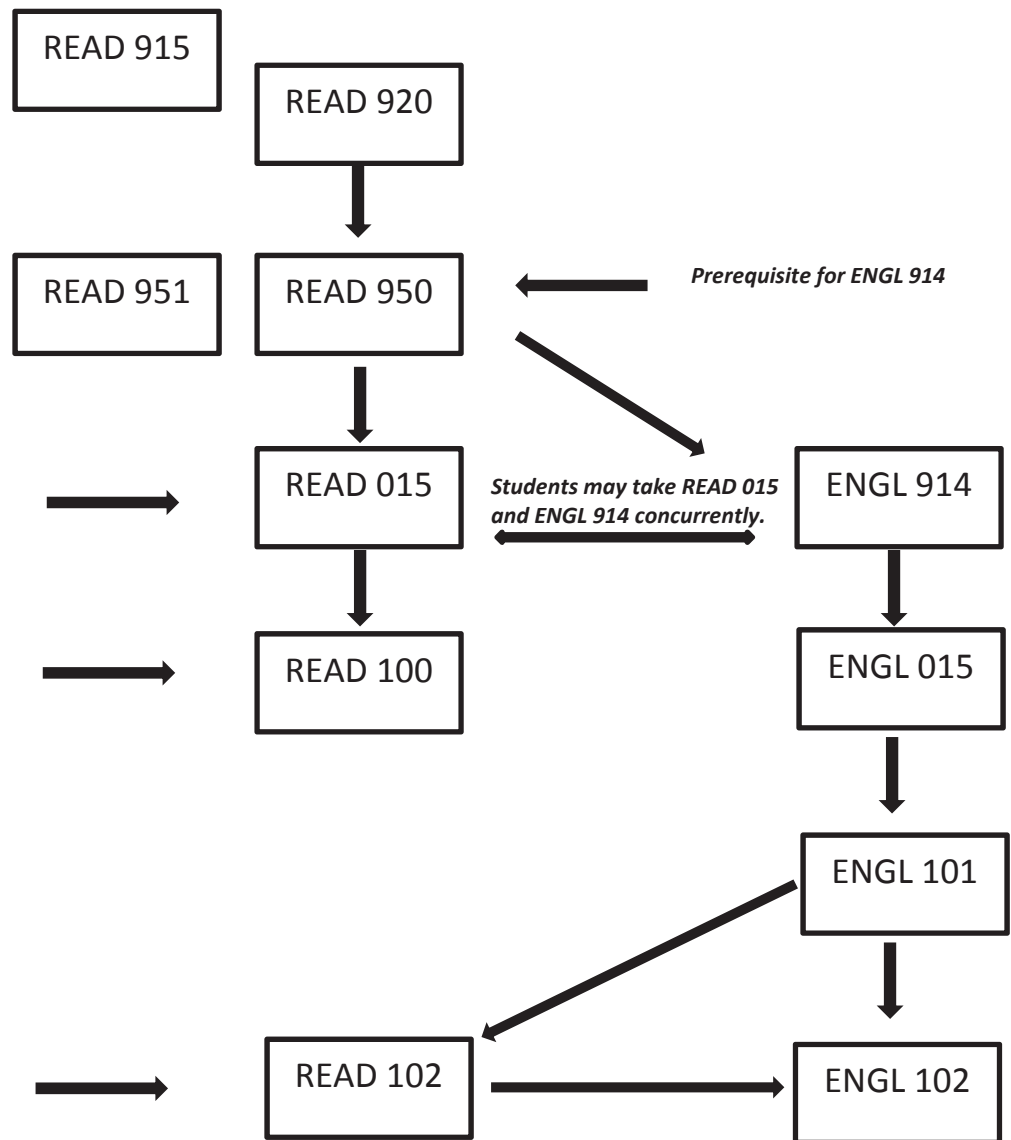 READ 915
READ 920
READ 951
READ 950
Prerequisite for ENGL 914
READ 015
Students may take READ 015
and ENGL 914 concurrently.
ENGL 914
READ 100
ENGL 015
ENGL 101
READ 102
ENGL 102